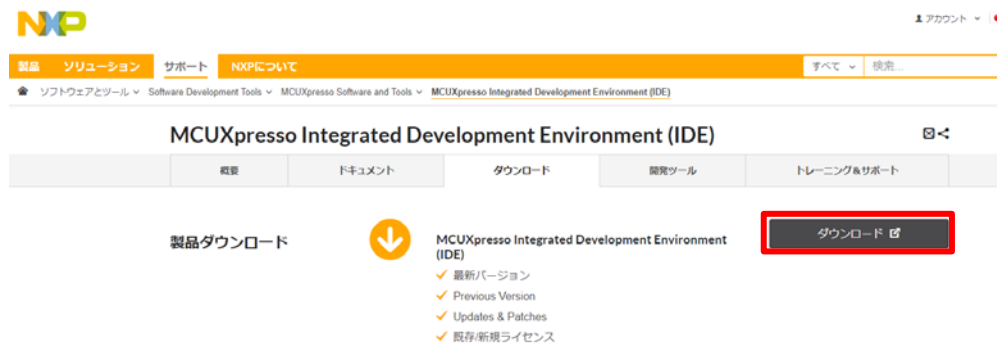 NXP
アカウント
製品 ソリューション サポート NXPについて すべて 検索...
ソフトウェアとツール Software Development Tools MCUXpresso Software and Tools MCUXpresso Integrated Development Environment (IDE)
MCUXpresso Integrated Development Environment (IDE)
概要 ドキュメント ダウンロード 開発ツール トレーニング&サポート
製品ダウンロード
MCUXpresso Integrated Development Environment
(IDE)
最新バージョン
Previous Version
Updates & Patches
既存/新規ライセンス
ダウンロード